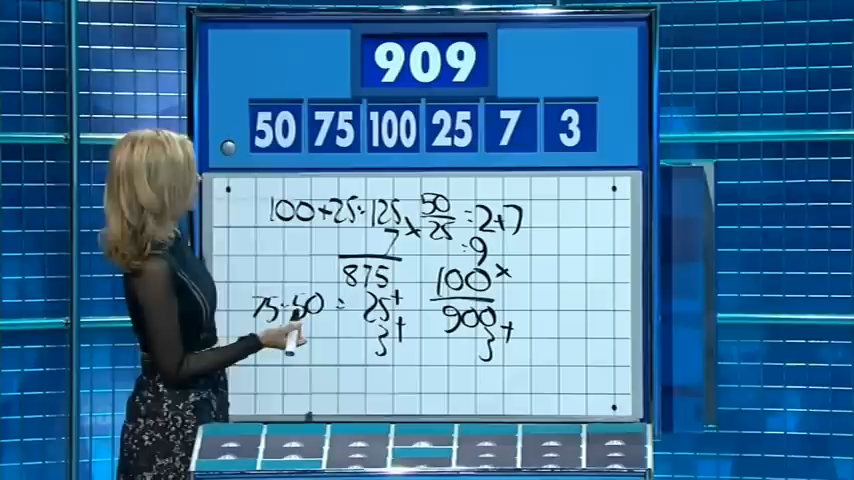 909
50 75 100 25 7 3
100+25=125 50/25 =2+7
7 × =9
875 100 ×
75-50 = 25 + 900
3 + 3 +